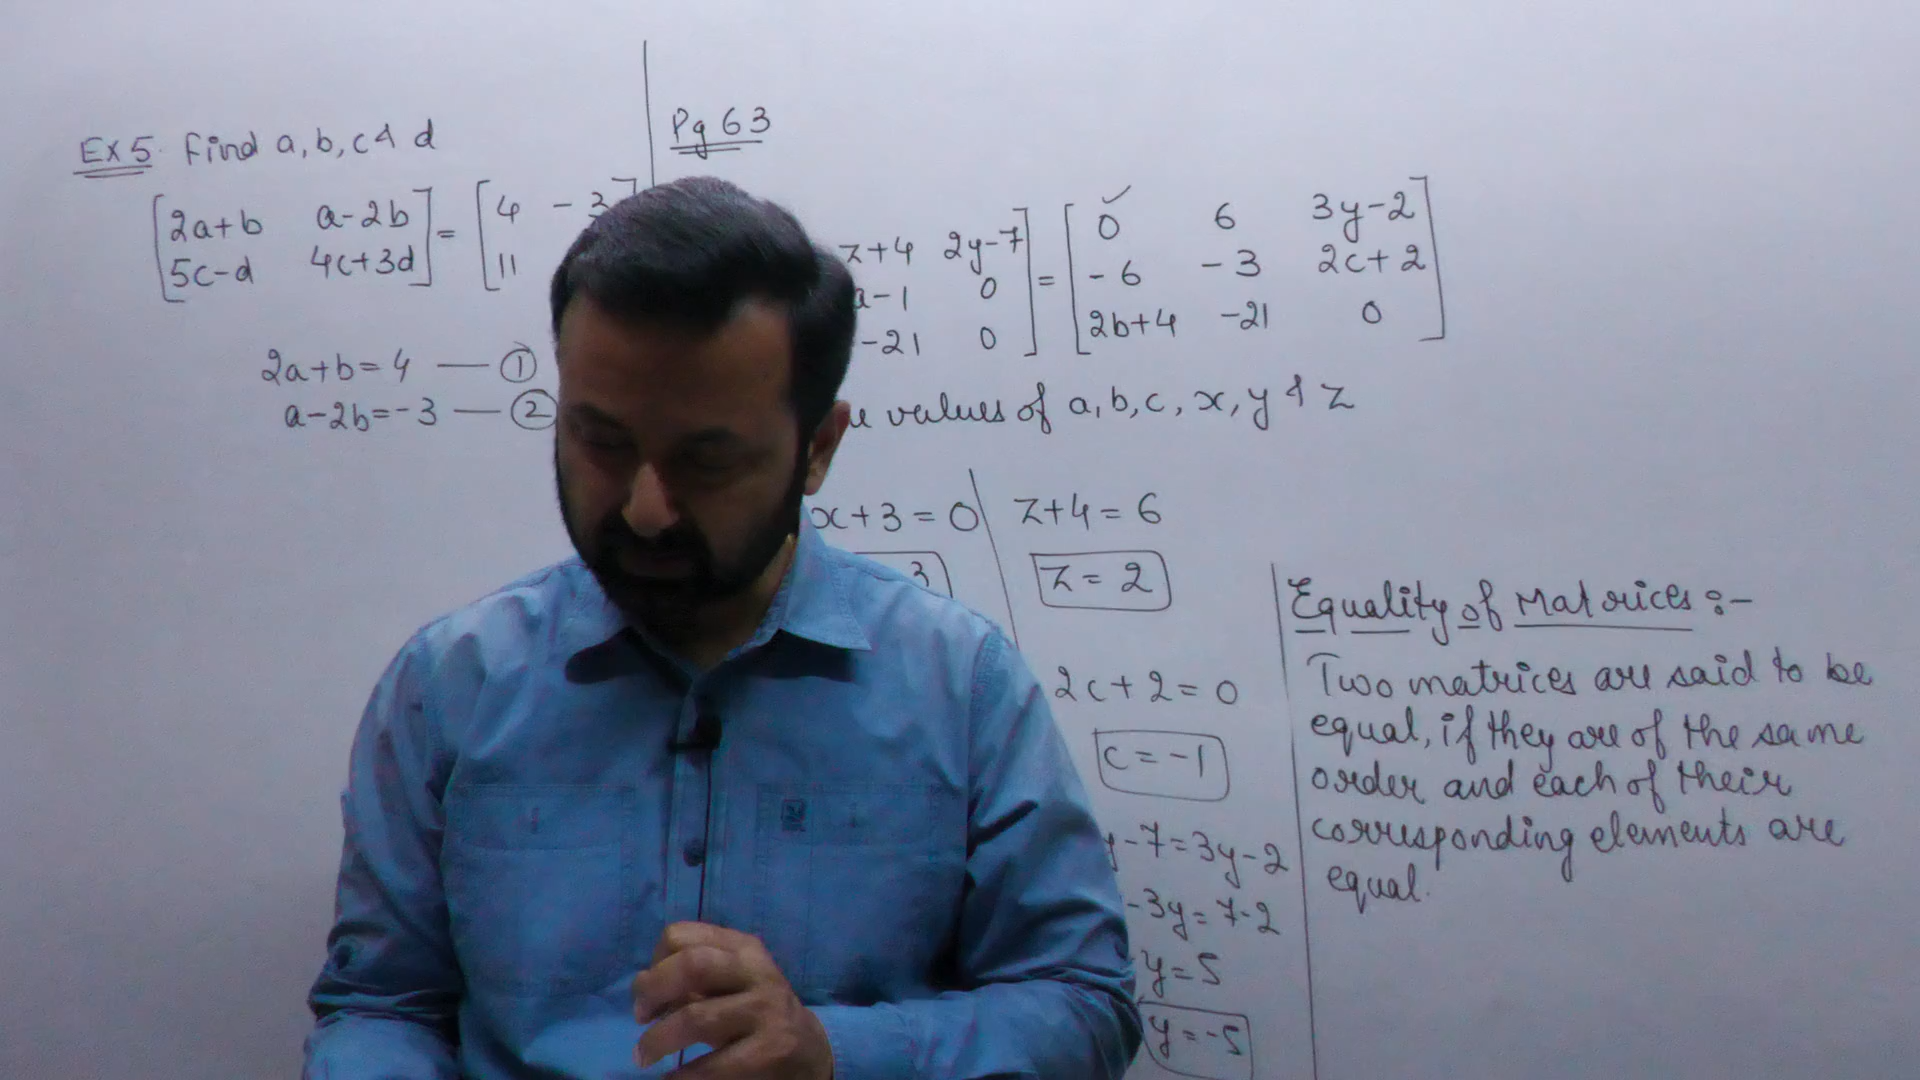 Ex 5. Find a, b, c & d
[2a+b a-2b] = [4 -3]
[5c-d 4c+3d] [11
2a+b=4 — ①
a-2b=-3 — ②
Pg 63
z+4 2y-7] = [0 6 3y-2]
a-1 0] [-6 -3 2c+2]
-21 0] [2b+4 -21 0]
values of a, b, c, x, y & z
x+3=0
3
z+4=6
z=2
2c+2=0
c=-1
y-7=3y-2
-3y=7-2
y=5
y=-5
Equality of Matrices :-
Two matrices are said to be
equal, if they are of the same
order and each of their
corresponding elements are
equal.